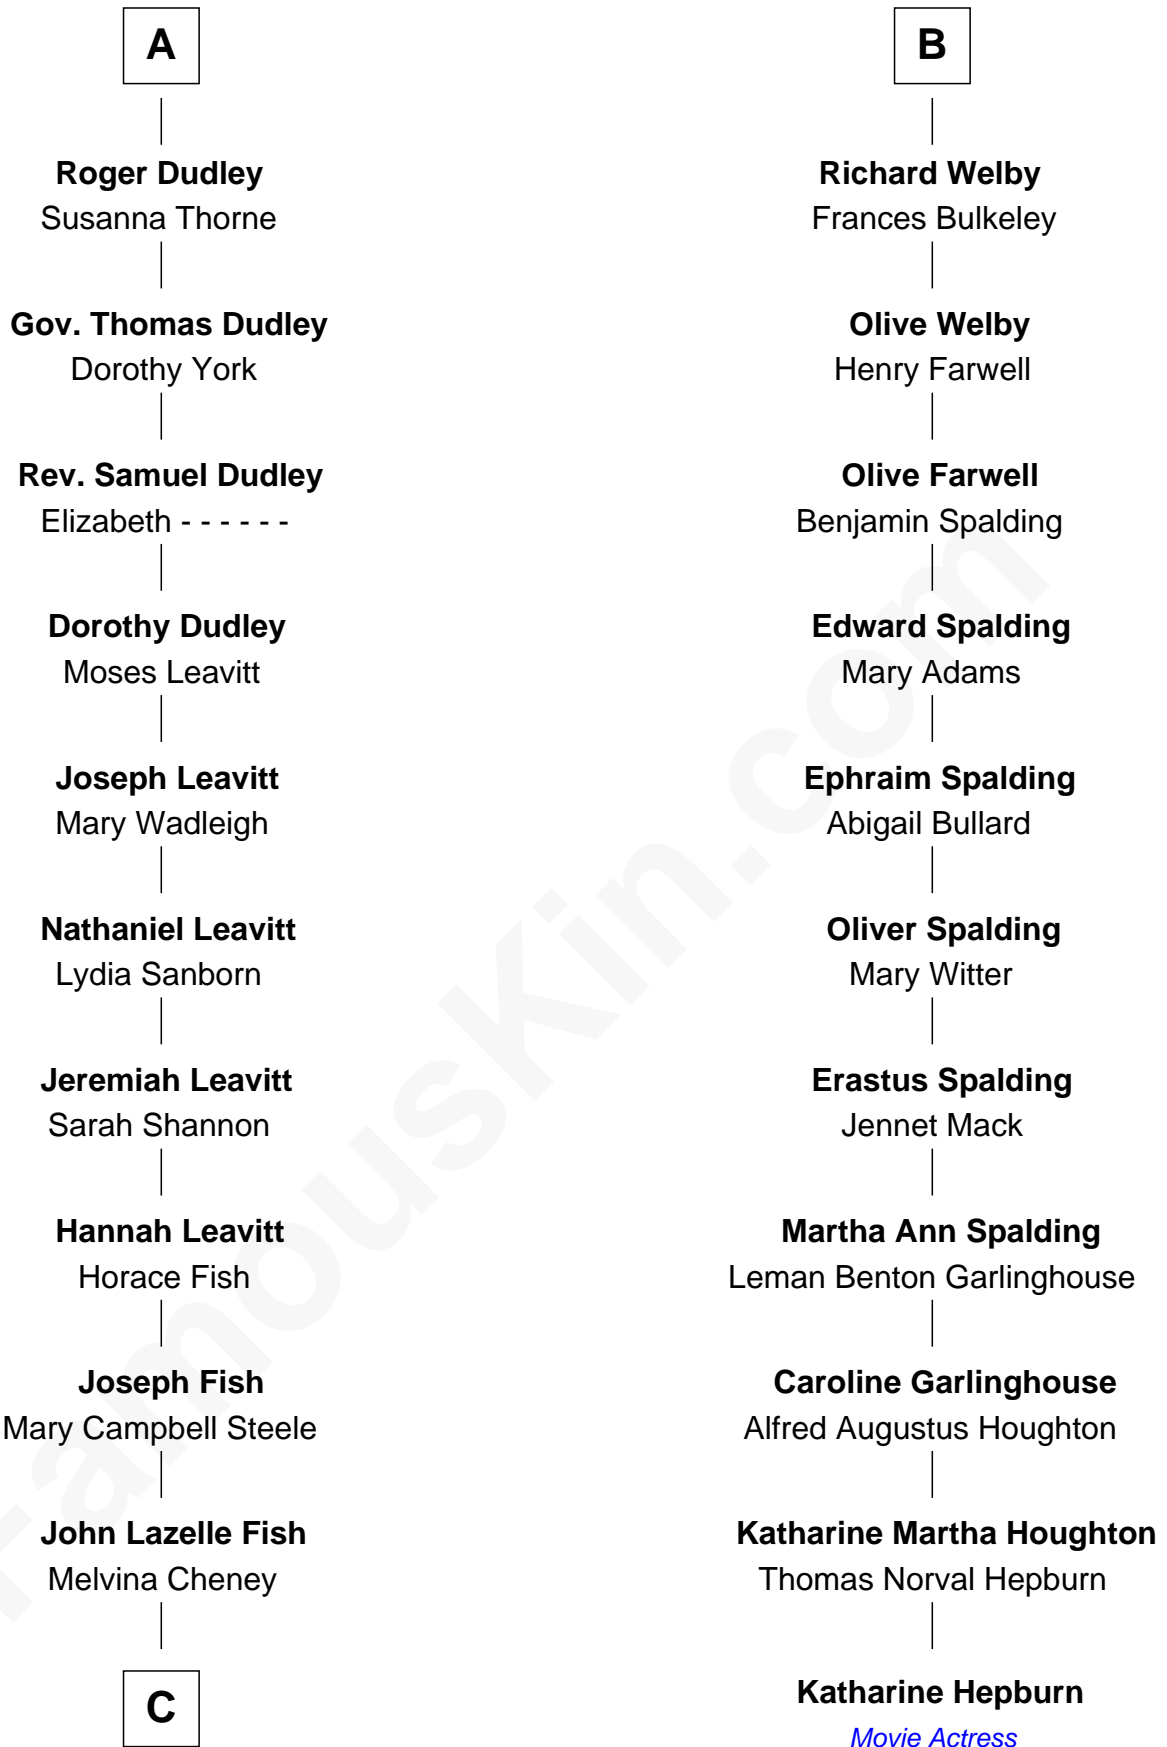 A
Roger Dudley
Susanna Thorne
Gov. Thomas Dudley
Dorothy York
Rev. Samuel Dudley
Elizabeth - - - - - -
Dorothy Dudley
Moses Leavitt
Joseph Leavitt
Mary Wadleigh
Nathaniel Leavitt
Lydia Sanborn
Jeremiah Leavitt
Sarah Shannon
Hannah Leavitt
Horace Fish
Joseph Fish
Mary Campbell Steele
John Lazelle Fish
Melvina Cheney
C
B
Richard Welby
Frances Bulkeley
Olive Welby
Henry Farwell
Olive Farwell
Benjamin Spalding
Edward Spalding
Mary Adams
Ephraim Spalding
Abigail Bullard
Oliver Spalding
Mary Witter
Erastus Spalding
Jennet Mack
Martha Ann Spalding
Leman Benton Garlinghouse
Caroline Garlinghouse
Alfred Augustus Houghton
Katharine Martha Houghton
Thomas Norval Hepburn
Katharine Hepburn
Movie Actress
FamousKin.com